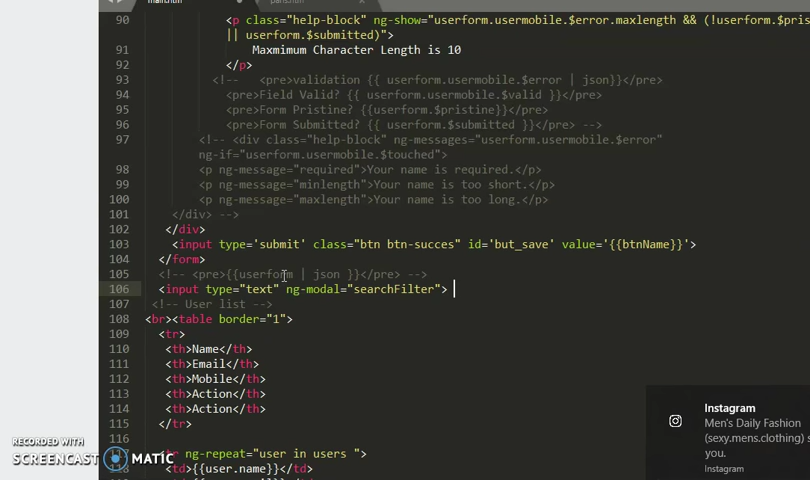 main.htm
90 <p class="help-block" ng-show="userform.usermobile.$error.maxlength && (!userform.$pris
|| userform.$submitted)">
91 Maxmimum Character Length is 10
92 </p>
93 <!-- <pre>validation {{ userform.usermobile.$error | json}}</pre>
94 <pre>Field Valid? {{ userform.usermobile.$valid }}</pre>
95 <pre>Form Pristine? {{userform.$pristine}}</pre>
96 <pre>Form Submitted? {{ userform.$submitted }}</pre> -->
97 <!-- <div class="help-block" ng-messages="userform.usermobile.$error"
ng-if="userform.usermobile.$touched">
98 <p ng-message="required">Your name is required.</p>
99 <p ng-message="minlength">Your name is too short.</p>
100 <p ng-message="maxlength">Your name is too long.</p>
101 </div> -->
102 </div>
103 <input type='submit' class="btn btn-succes" id='but_save' value='{{btnName}}'>
104 </form>
105 <!-- <pre>{{userform | json }}</pre> -->
106 <input type="text" ng-modal="searchFilter">
107 <!-- User list -->
108 <br><table border="1">
109 <tr>
110 <th>Name</th>
111 <th>Email</th>
112 <th>Mobile</th>
113 <th>Action</th>
114 <th>Action</th>
115 </tr>
116
117 <tr ng-repeat="user in users ">
118 <td>{{user.name}}</td>
Instagram
Men's Daily Fashion
(sexy.mens.clothing)
you.
Instagram
RECORDED WITH
SCREENCAST MATIC